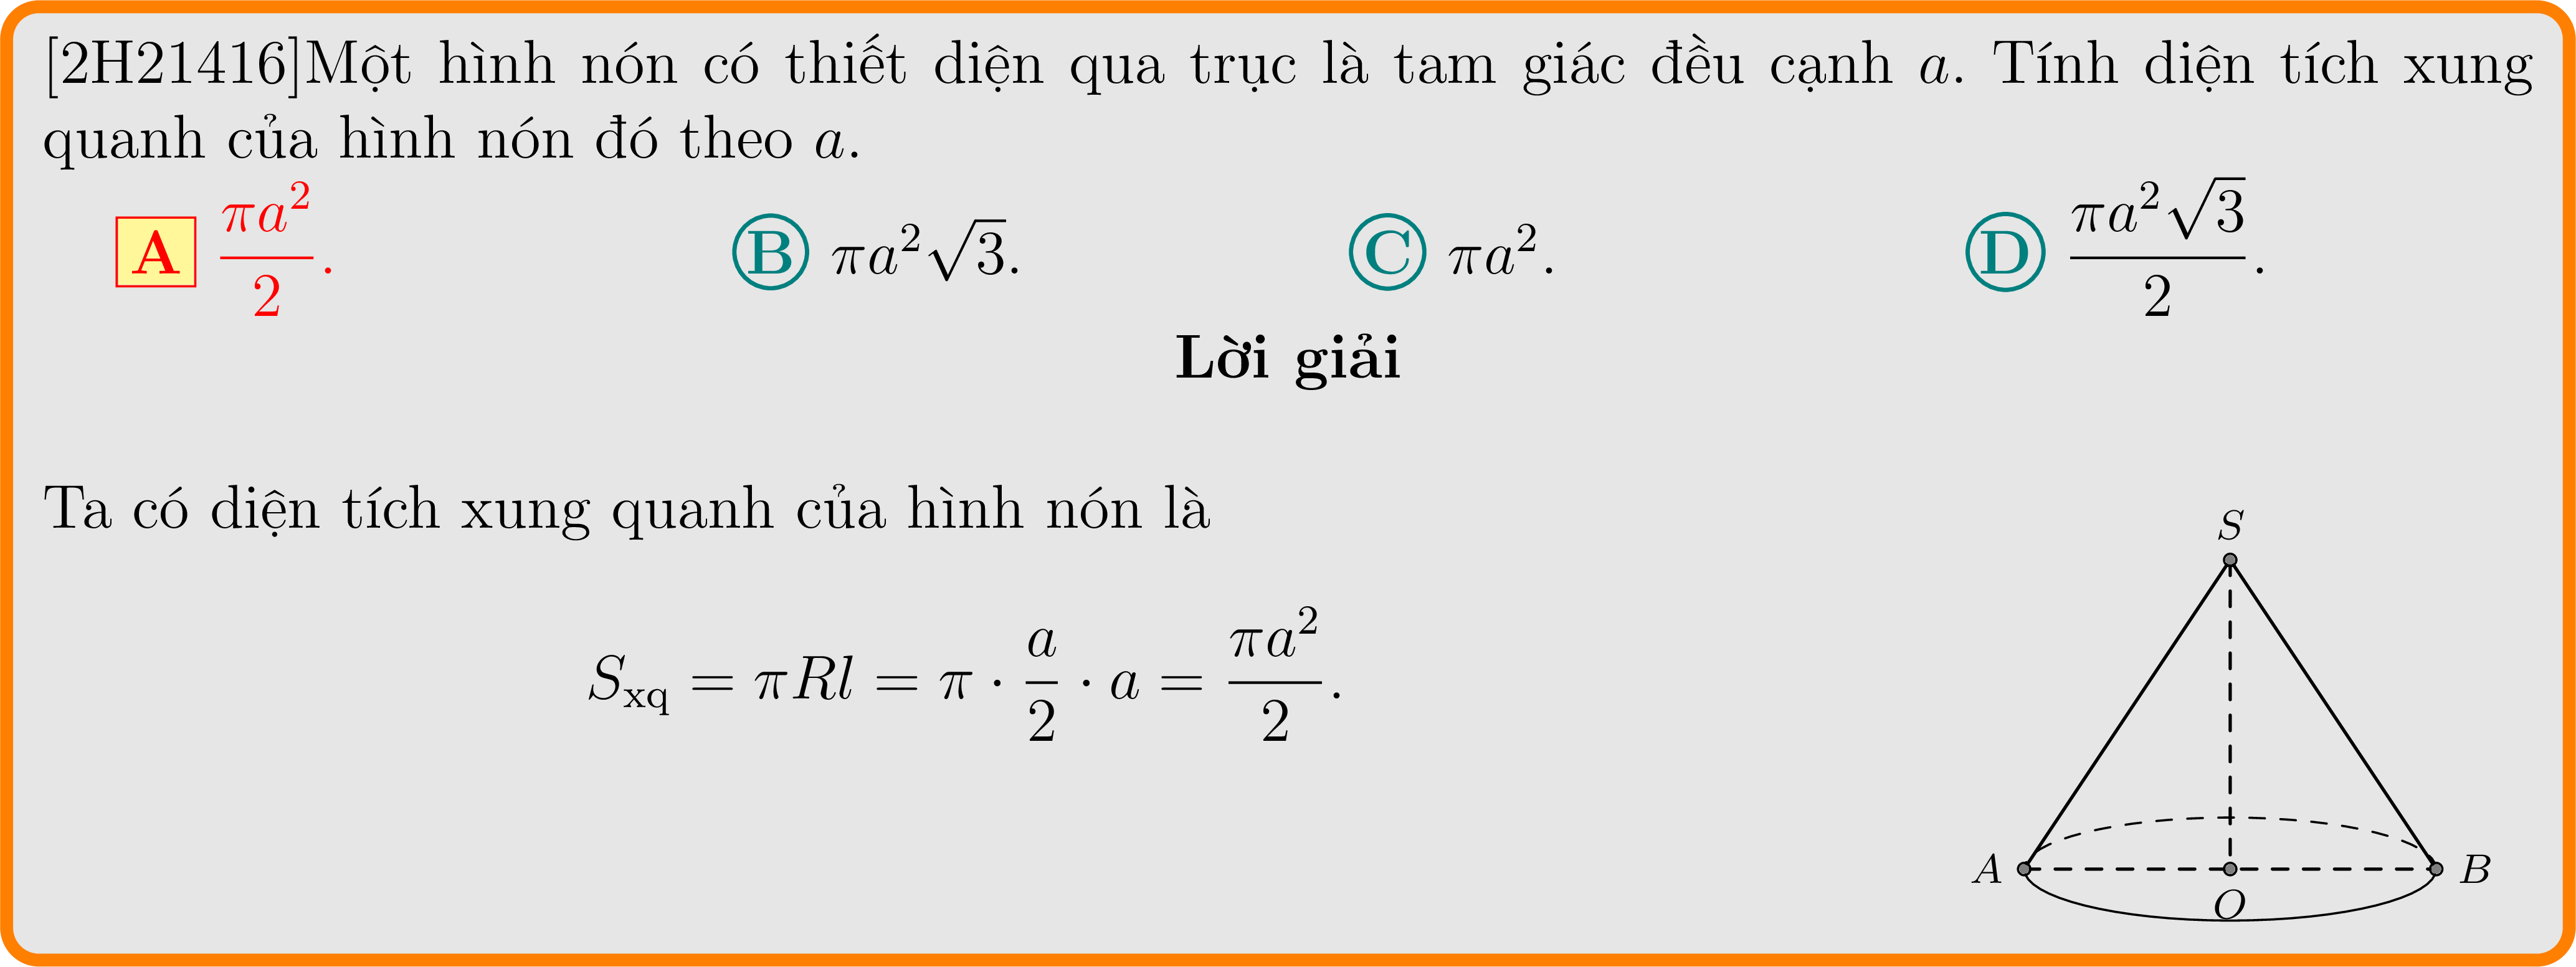 [2H21416]Một hình nón có thiết diện qua trục là tam giác đều cạnh a. Tính diện tích xung
quanh của hình nón đó theo a.
A \frac{\pi a^2}{2}. B \pi a^2\sqrt{3}. C \pi a^2. D \frac{\pi a^2\sqrt{3}}{2}.
Lời giải
Ta có diện tích xung quanh của hình nón là
S_{xq} = \pi Rl = \pi \cdot \frac{a}{2} \cdot a = \frac{\pi a^2}{2}.
S
A
B
O